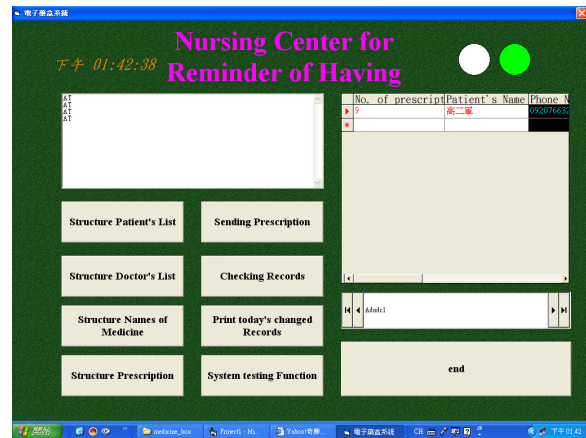 電子藥盒系統
Nursing Center for
Reminder of Having
下午 01:42:38
AT
AT
AT
AT
No. of prescript Patient's Name Phone N
9 高二軍 092076632
Structure Patient's List
Sending Prescription
Structure Doctor's List
Checking Records
Structure Names of
Medicine
Print today's changed
Records
Structure Prescription
System testing Function
Adodc1
end
開始
medicine_box
Project1 - Mi...
Yahoo!奇摩...
電子藥盒系統
CH
下午 01:42